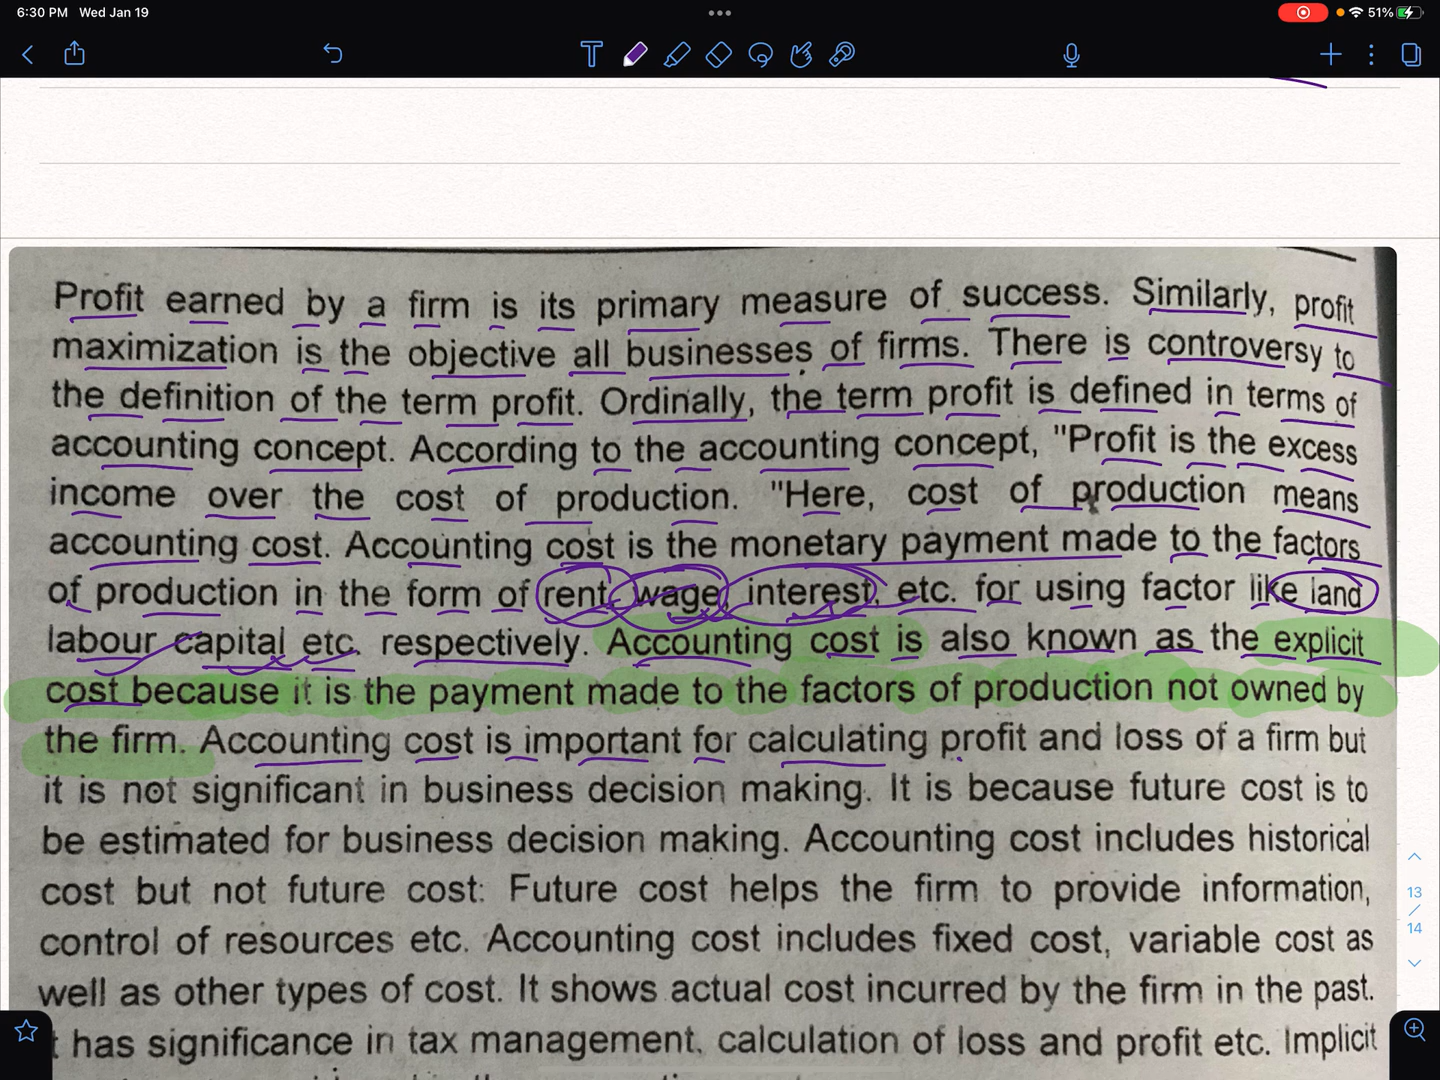 6:30 PM Wed Jan 19
51%
Profit earned by a firm is its primary measure of success. Similarly, profit
maximization is the objective all businesses of firms. There is controversy to
the definition of the term profit. Ordinally, the term profit is defined in terms of
accounting concept. According to the accounting concept, "Profit is the excess
income over the cost of production. "Here, cost of production means
accounting cost. Accounting cost is the monetary payment made to the factors
of production in the form of rent, wage, interest, etc. for using factor like land
labour capital etc. respectively. Accounting cost is also known as the explicit
cost because it is the payment made to the factors of production not owned by
the firm. Accounting cost is important for calculating profit and loss of a firm but
it is not significant in business decision making. It is because future cost is to
be estimated for business decision making. Accounting cost includes historical
cost but not future cost: Future cost helps the firm to provide information,
control of resources etc. Accounting cost includes fixed cost, variable cost as
well as other types of cost. It shows actual cost incurred by the firm in the past.
has significance in tax management, calculation of loss and profit etc. Implicit
13
14